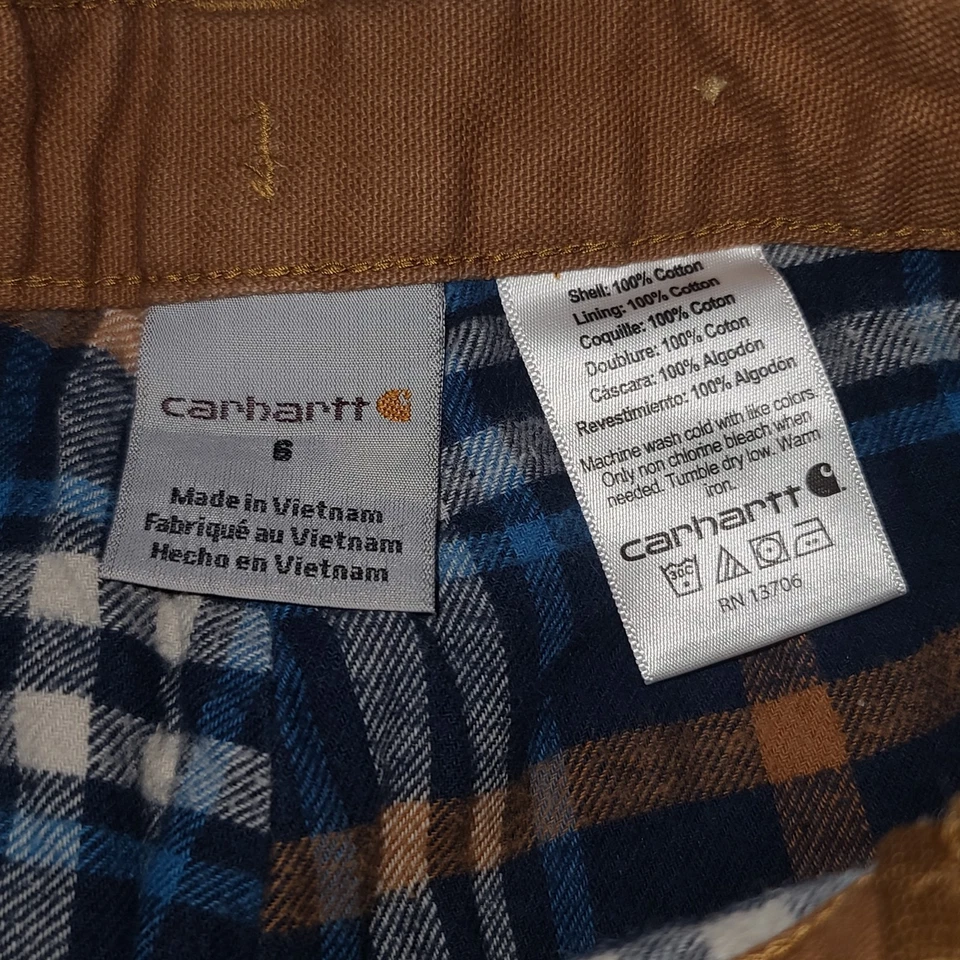 carhartt
6
Made in Vietnam
Fabriqué au Vietnam
Hecho en Vietnam
Shell: 100% Cotton
Lining: 100% Cotton
Coquille: 100% Coton
Doublure: 100% Coton
Cáscara: 100% Algodón
Revestimiento: 100% Algodón
Machine wash cold with like colors.
Only non chlorine bleach when
needed. Tumble dry low. Warm
iron.
carhartt
30C
RN 13706